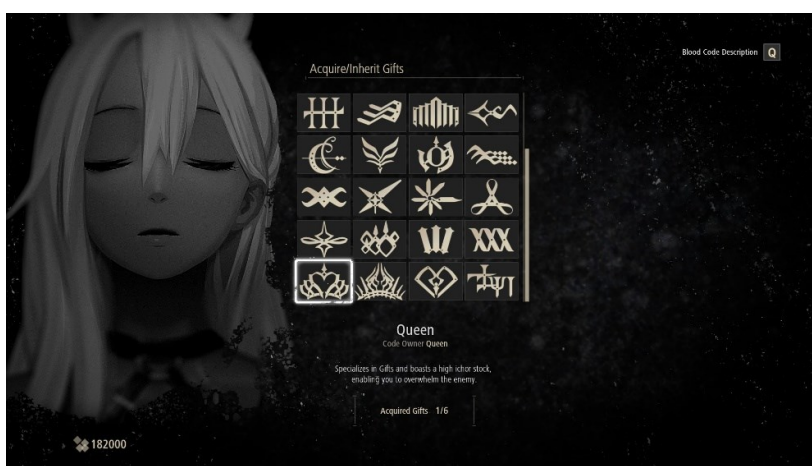 Blood Code Description Q
Acquire/Inherit Gifts
Queen
Code Owner Queen
Specializes in Gifts and boasts a high ichor stock,
enabling you to overwhelm the enemy.
Acquired Gifts 1/6
182000